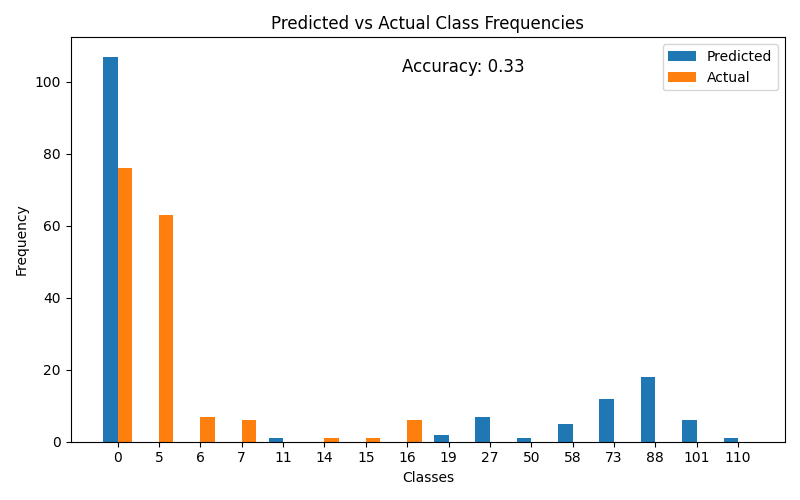 Predicted vs Actual Class Frequencies
Accuracy: 0.33
Predicted
Actual
Frequency
100
80
60
40
20
0
0 5 6 7 11 14 15 16 19 27 50 58 73 88 101 110
Classes